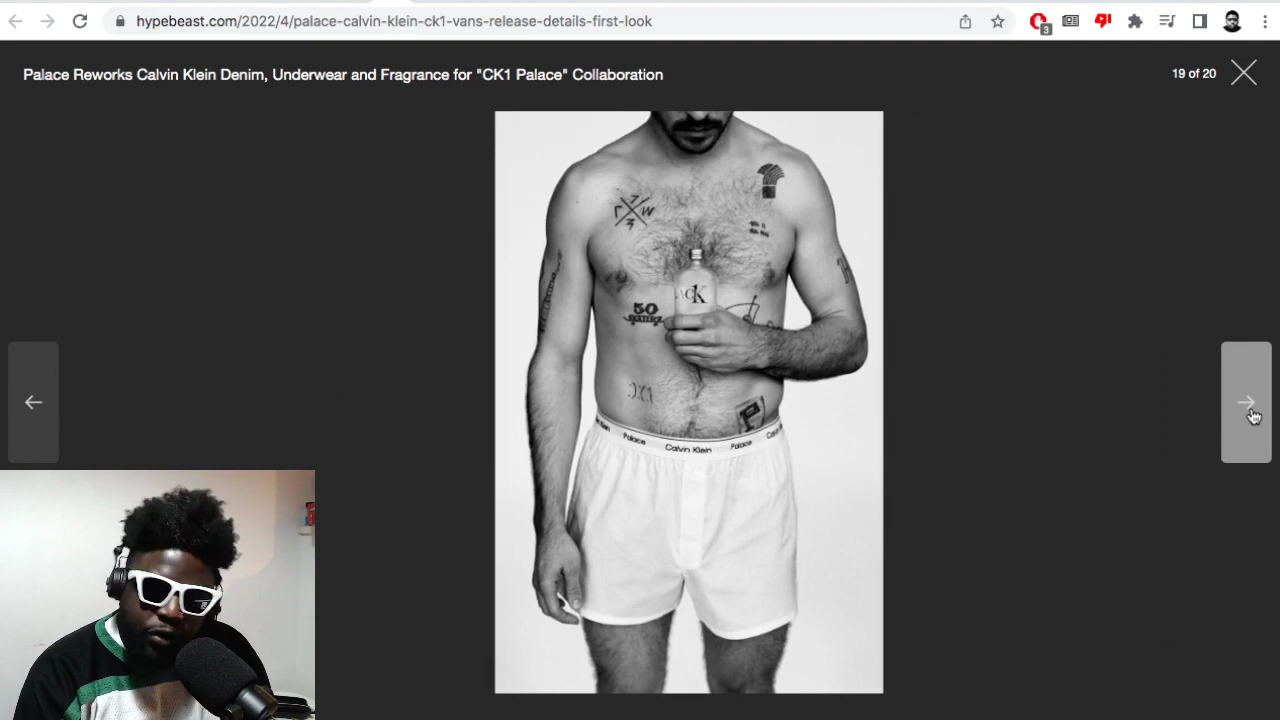 hypebeast.com/2022/4/palace-calvin-klein-ck1-vans-release-details-first-look
3
Palace Reworks Calvin Klein Denim, Underwear and Fragrance for "CK1 Palace" Collaboration
19 of 20
50
Palace Calvin Klein Palace